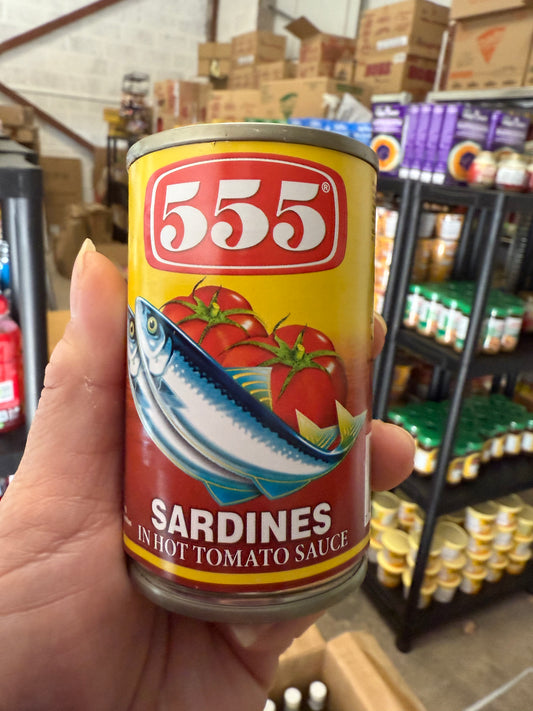 555®
SARDINES
IN HOT TOMATO SAUCE